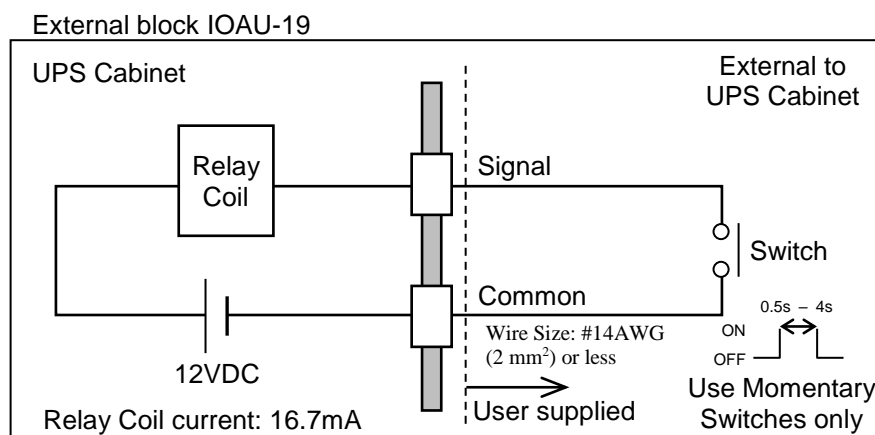 External block IOAU-19
UPS Cabinet
External to
UPS Cabinet
Relay
Coil
Signal
Switch
Common
0.5s – 4s
Wire Size: #14AWG
(2 mm²) or less
ON
OFF
12VDC
User supplied
Use Momentary
Switches only
Relay Coil current: 16.7mA